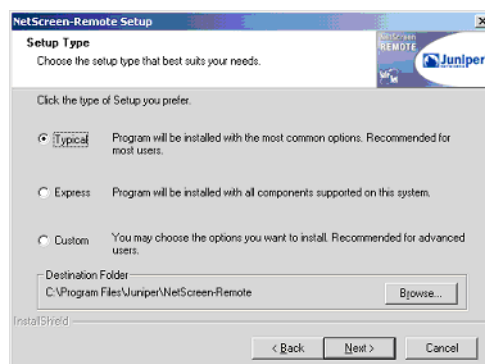 NetScreen-Remote Setup
Setup Type
Choose the setup type that best suits your needs.
NetScreen
REMOTE
Juniper
Click the type of Setup you prefer.
Typical
Program will be installed with the most common options. Recommended for
most users.
Express
Program will be installed with all components supported on this system.
Custom
You may choose the options you want to install. Recommended for advanced
users.
Destination Folder
C:\Program Files\Juniper\NetScreen-Remote
Browse...
InstallShield
< Back
Next >
Cancel